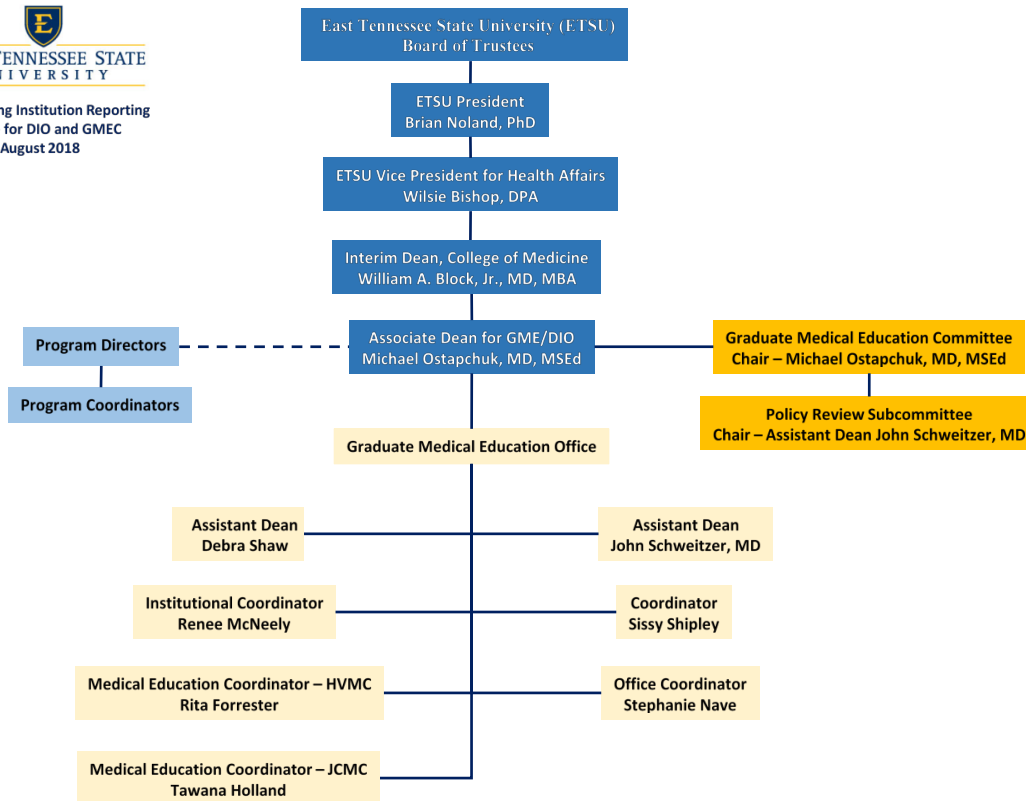 E
TENNESSEE STATE
NIVERSITY
ng Institution Reporting
for DIO and GMEC
August 2018
East Tennessee State University (ETSU)
Board of Trustees
ETSU President
Brian Noland, PhD
ETSU Vice President for Health Affairs
Wilsie Bishop, DPA
Interim Dean, College of Medicine
William A. Block, Jr., MD, MBA
Program Directors
Associate Dean for GME/DIO
Michael Ostapchuk, MD, MSEd
Graduate Medical Education Committee
Chair – Michael Ostapchuk, MD, MSEd
Program Coordinators
Policy Review Subcommittee
Chair – Assistant Dean John Schweitzer, MD
Graduate Medical Education Office
Assistant Dean
Debra Shaw
Assistant Dean
John Schweitzer, MD
Institutional Coordinator
Renee McNeely
Coordinator
Sissy Shipley
Medical Education Coordinator – HVMC
Rita Forrester
Office Coordinator
Stephanie Nave
Medical Education Coordinator – JCMC
Tawana Holland